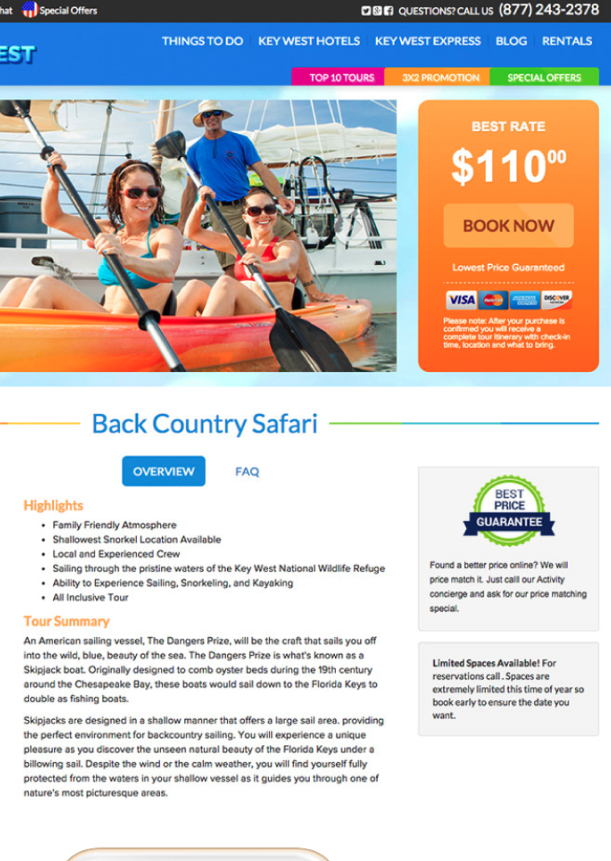 hat Special Offers QUESTIONS? CALL US (877) 243-2378
EST
THINGS TO DO KEY WEST HOTELS KEY WEST EXPRESS BLOG RENTALS
TOP 10 TOURS 3X2 PROMOTION SPECIAL OFFERS
BEST RATE
$110⁰⁰
BOOK NOW
Lowest Price Guaranteed
VISA DISCOVER
Please note: After your purchase is
confirmed you will receive a
complete tour itinerary with check-in
time, location and what to bring.
Back Country Safari
OVERVIEW FAQ
Highlights
• Family Friendly Atmosphere
• Shallowest Snorkel Location Available
• Local and Experienced Crew
• Sailing through the pristine waters of the Key West National Wildlife Refuge
• Ability to Experience Sailing, Snorkeling, and Kayaking
• All Inclusive Tour
Tour Summary
An American sailing vessel, The Dangers Prize, will be the craft that sails you off
into the wild, blue, beauty of the sea. The Dangers Prize is what's known as a
Skipjack boat. Originally designed to comb oyster beds during the 19th century
around the Chesapeake Bay, these boats would sail down to the Florida Keys to
double as fishing boats.
Skipjacks are designed in a shallow manner that offers a large sail area. providing
the perfect environment for backcountry sailing. You will experience a unique
pleasure as you discover the unseen natural beauty of the Florida Keys under a
billowing sail. Despite the wind or the calm weather, you will find yourself fully
protected from the waters in your shallow vessel as it guides you through one of
nature's most picturesque areas.
BEST
PRICE
GUARANTEE
Found a better price online? We will
price match it. Just calll our Activity
concierge and ask for our price matching
special.
Limited Spaces Available! For
reservations call . Spaces are
extremely limited this time of year so
book early to ensure the date you
want.